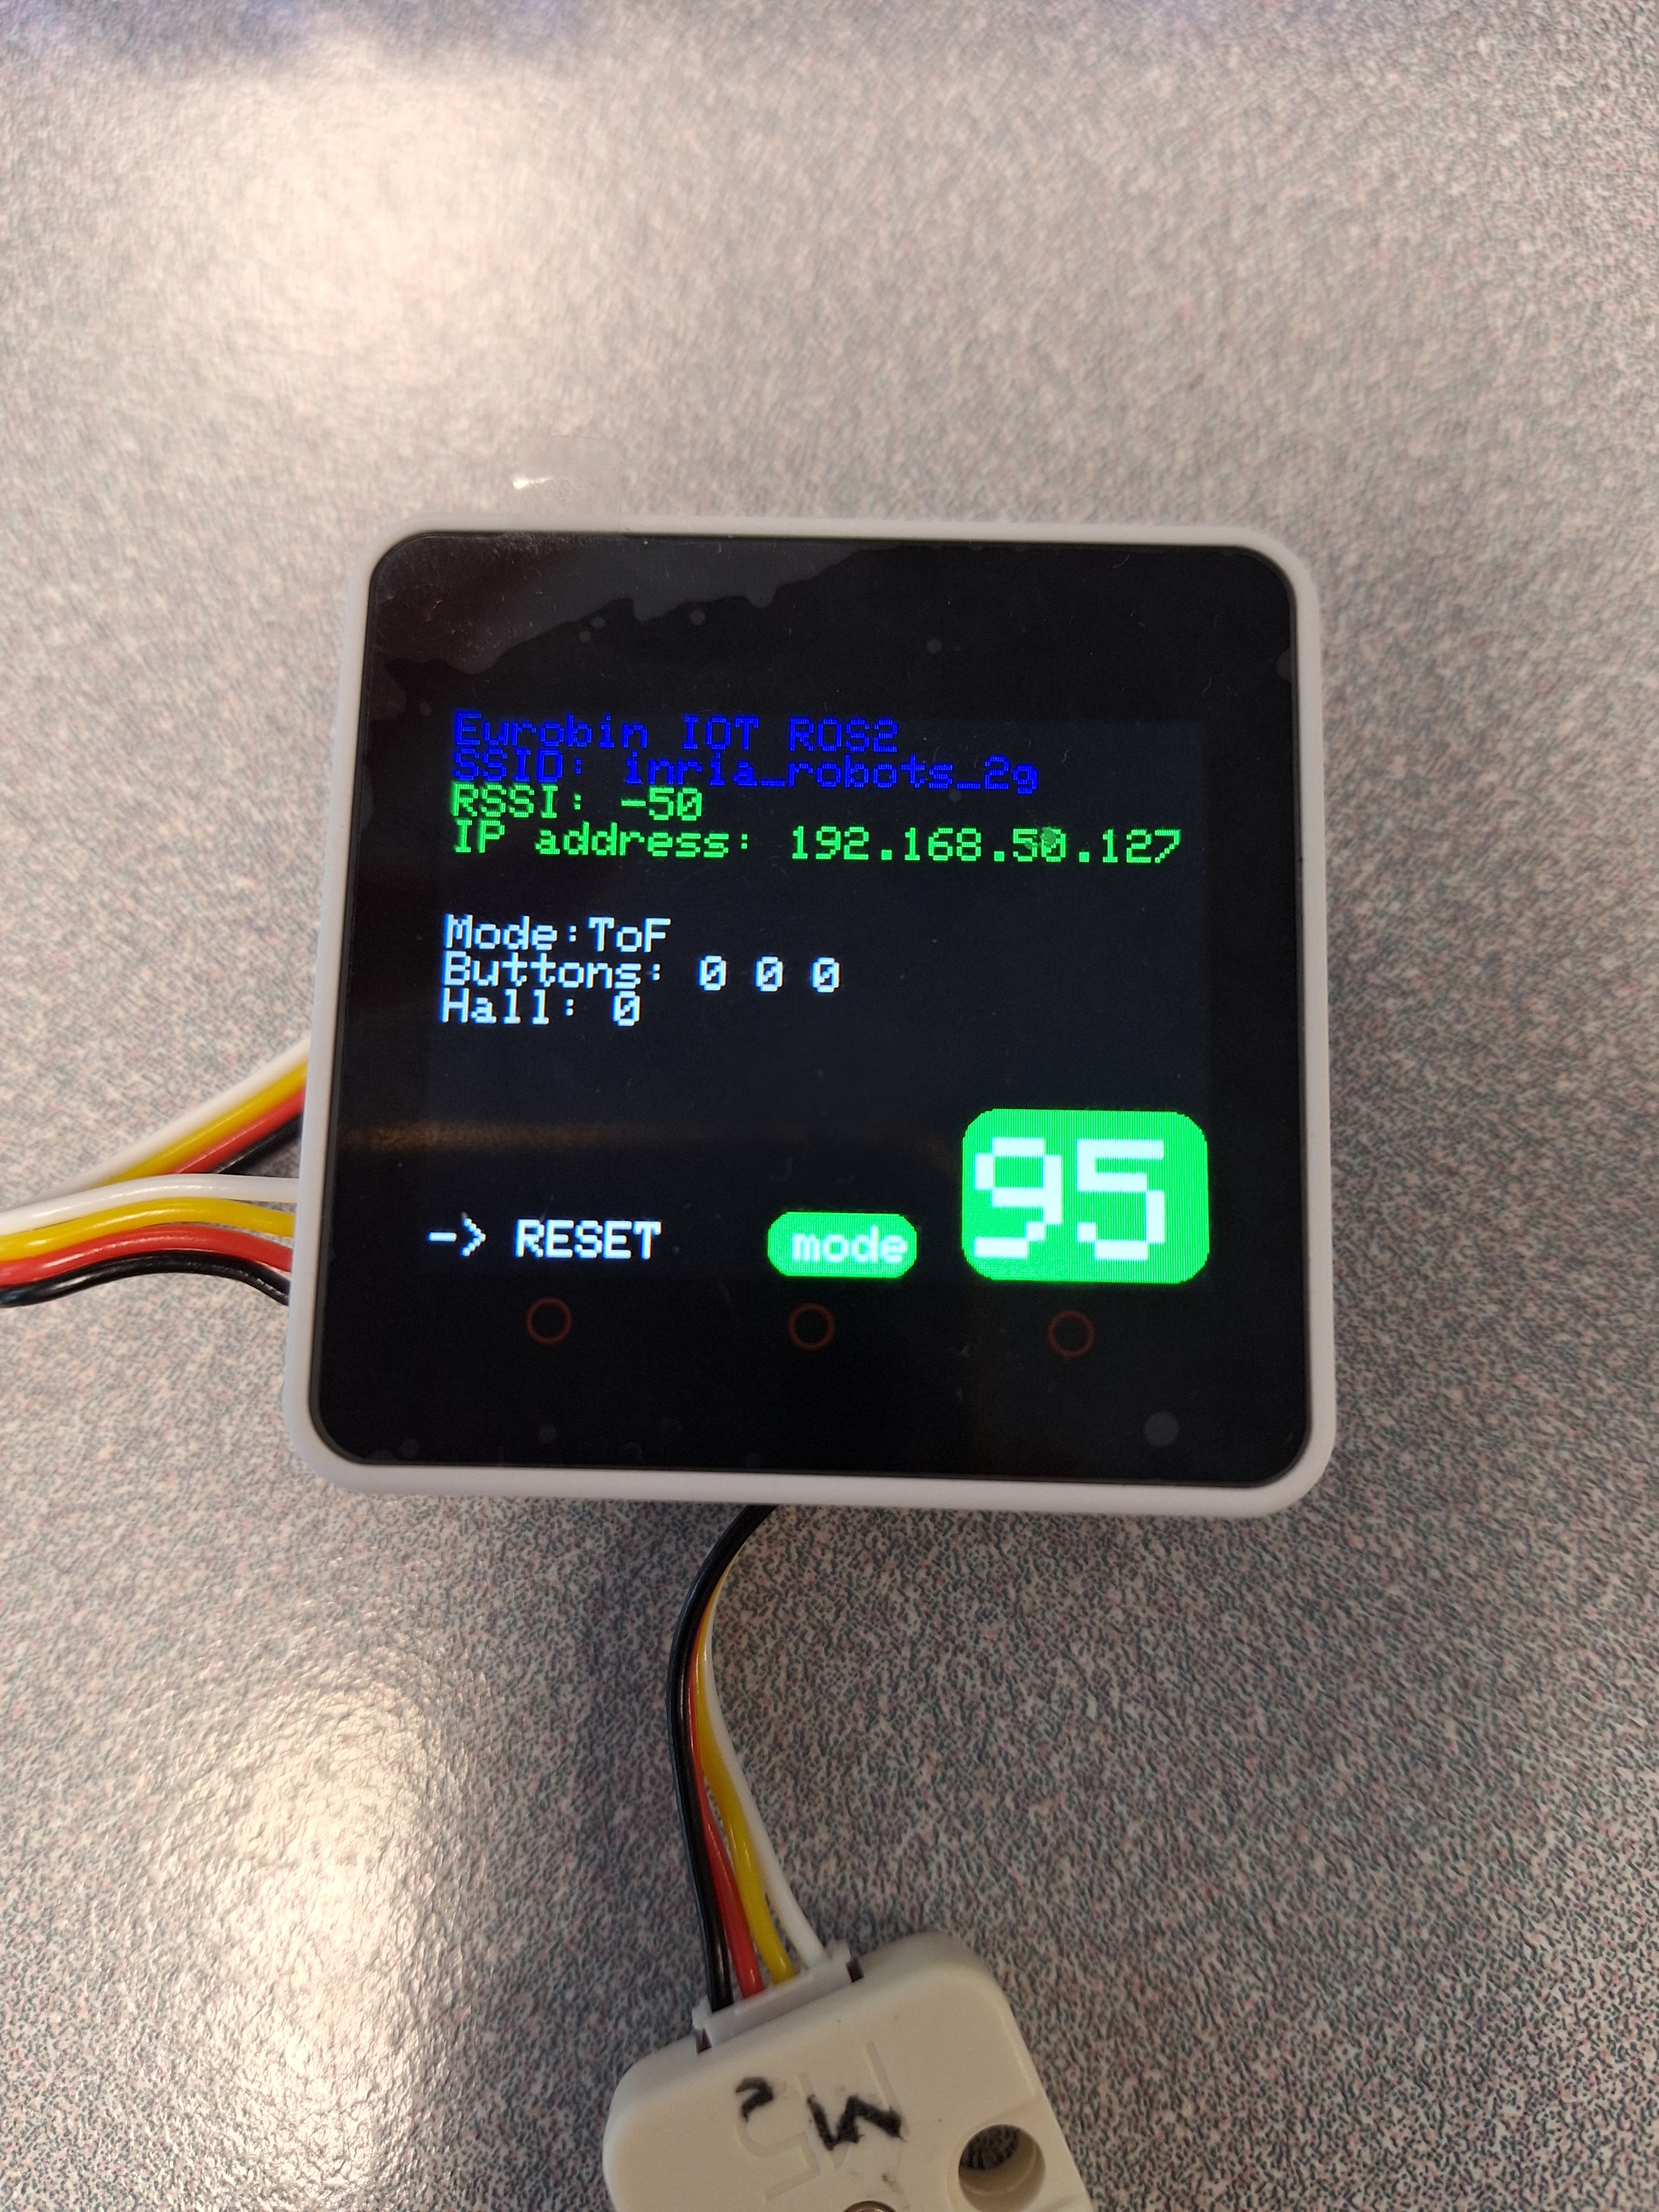 Eurobin IOT ROS2
SSID: inria_robots_2g
RSSI: -50
IP address: 192.168.50.127
Mode:ToF
Buttons: 0 0 0
Hall: 0
-> RESET
mode
95